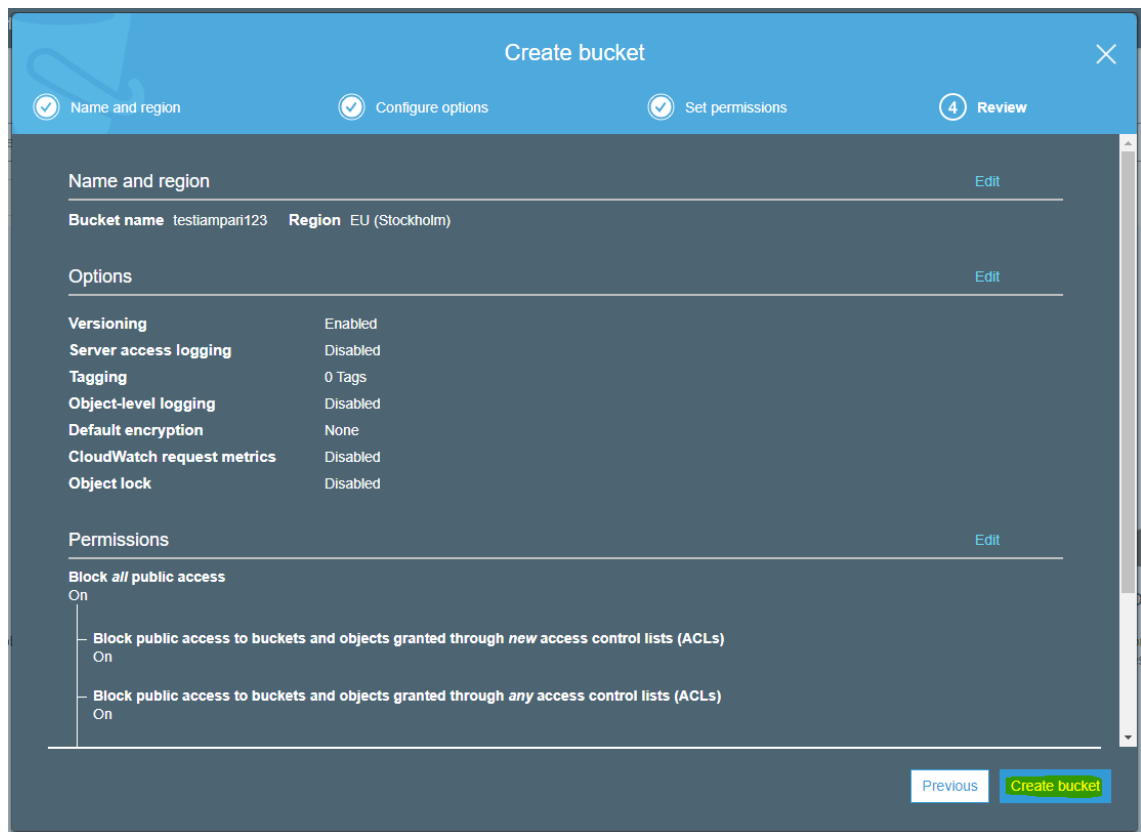 Create bucket
Name and region
Configure options
Set permissions
4 Review
Name and region Edit
Bucket name testiampari123 Region EU (Stockholm)
Options Edit
Versioning Enabled
Server access logging Disabled
Tagging 0 Tags
Object-level logging Disabled
Default encryption None
CloudWatch request metrics Disabled
Object lock Disabled
Permissions Edit
Block all public access
On
Block public access to buckets and objects granted through new access control lists (ACLs)
On
Block public access to buckets and objects granted through any access control lists (ACLs)
On
Previous Create bucket